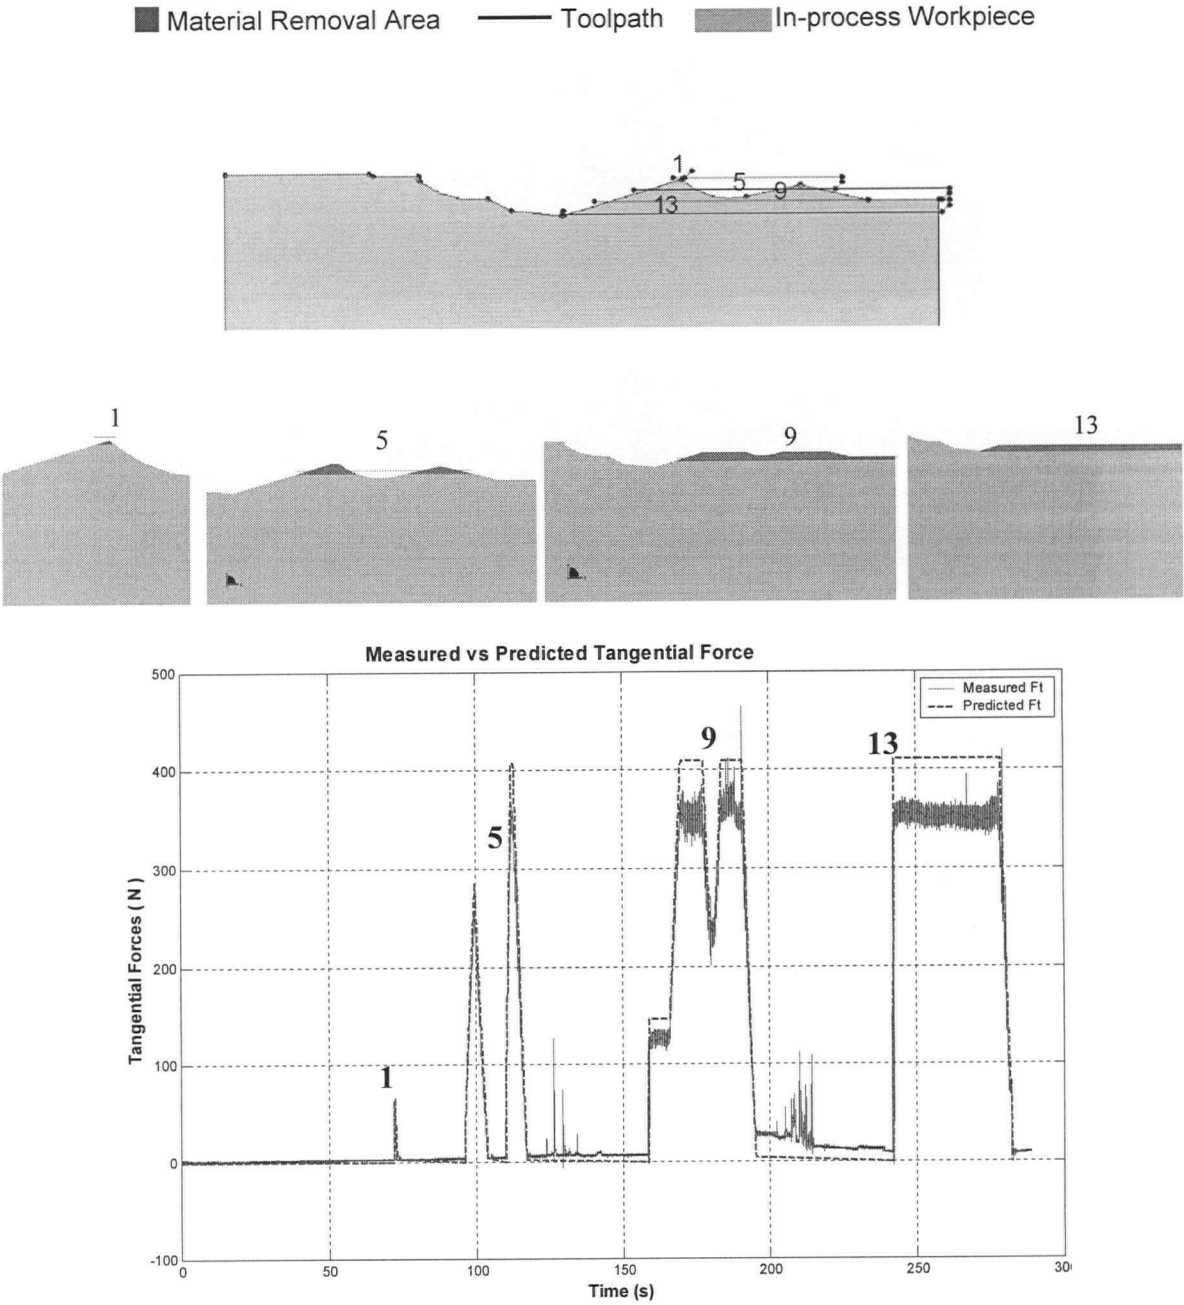 Material Removal Area Toolpath In-process Workpiece
1
5
9
13
1
5
9
13
Measured vs Predicted Tangential Force
500
400
300
200
100
0
-100
Tangential Forces ( N )
Measured Ft
Predicted Ft
1
5
9
13
0 50 100 150 200 250 30
Time (s)